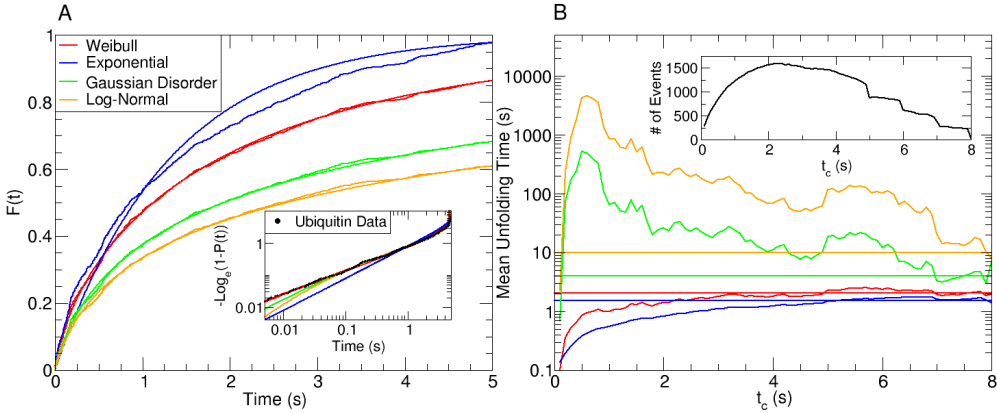 A
F(t)
1
0.8
0.6
0.4
0.2
0
Weibull
Exponential
Gaussian Disorder
Log-Normal
-Log e (1-P(t))
1
0.1
0.01
Ubiquitin Data
0.01
0.1
1
Time (s)
0
1
2
3
4
5
Time (s)
B
Mean Unfolding Time (s)
10000
1000
100
10
1
0.1
# of Events
1500
1000
500
0
0
2
4
6
8
t c (s)
0
2
4
6
8
t c (s)